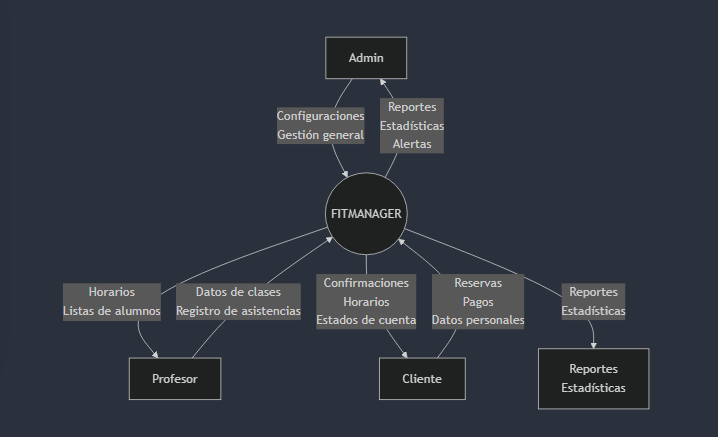 Admin
Configuraciones
Gestión general
Reportes
Estadísticas
Alertas
FITMANAGER
Horarios
Listas de alumnos
Datos de clases
Registro de asistencias
Confirmaciones
Horarios
Estados de cuenta
Reservas
Pagos
Datos personales
Reportes
Estadísticas
Profesor
Cliente
Reportes
Estadísticas